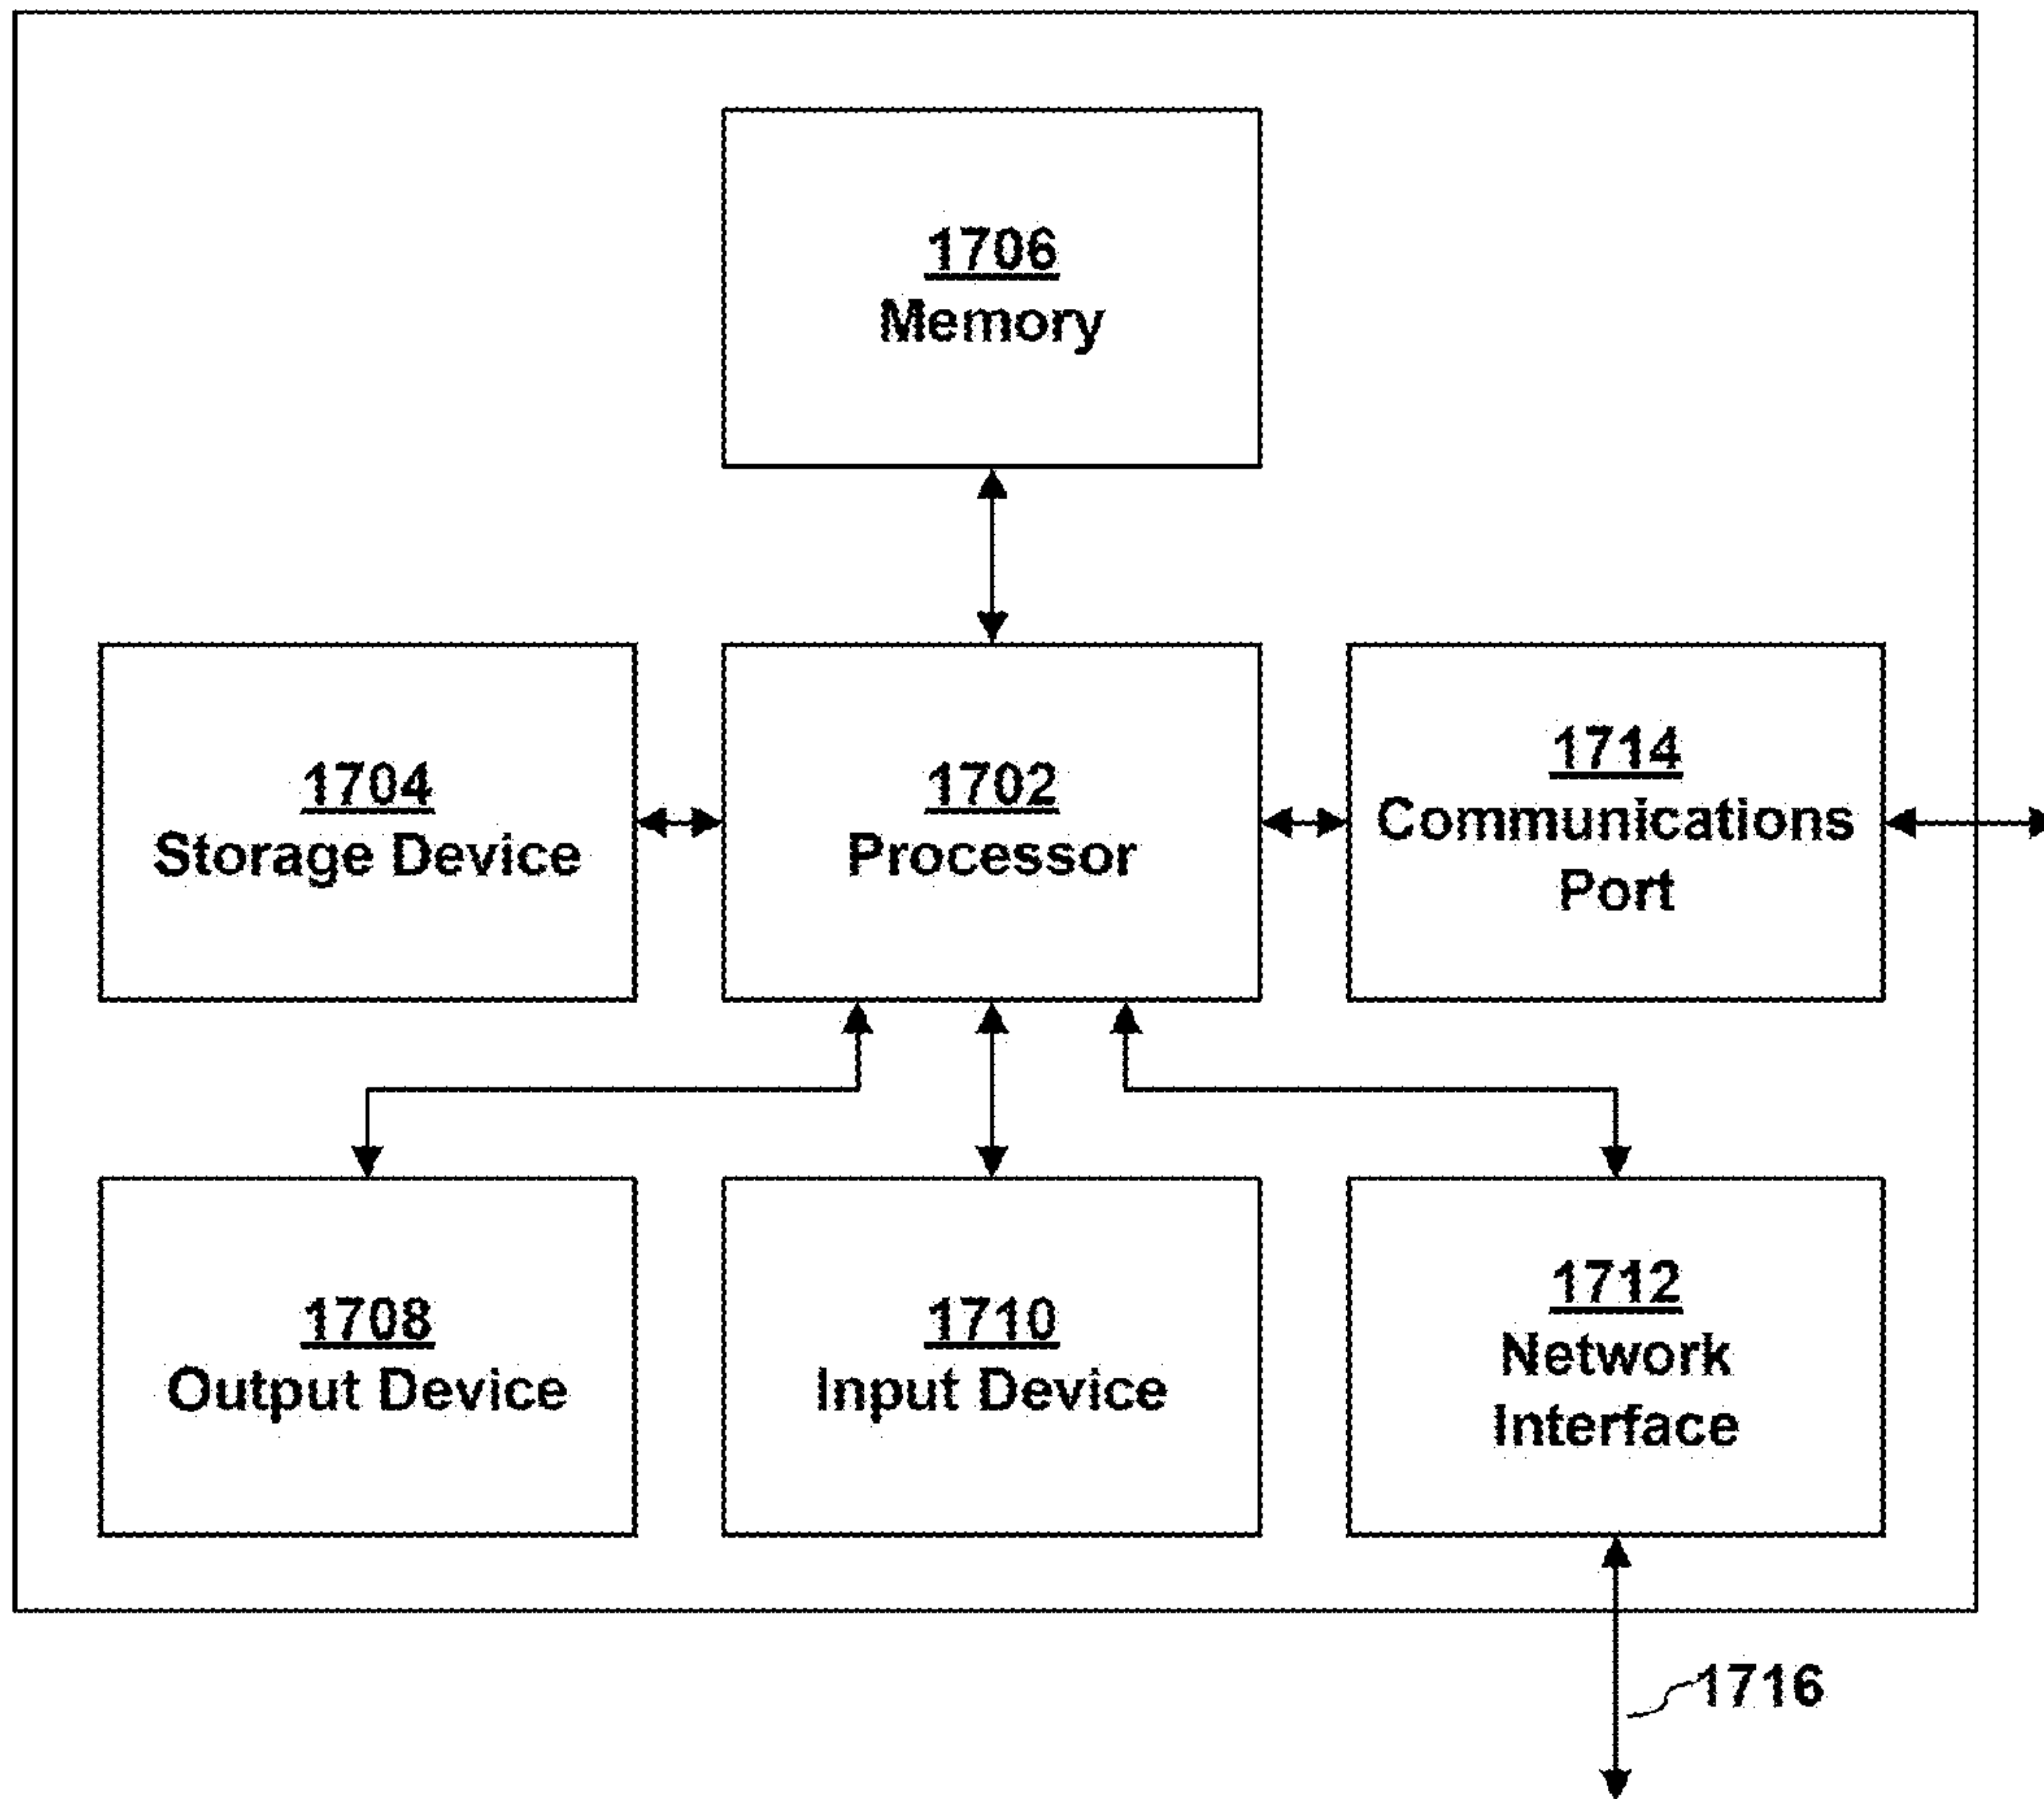 1706
Memory
1704
Storage Device
1702
Processor
1714
Communications
Port
1708
Output Device
1710
Input Device
1712
Network
Interface
1716